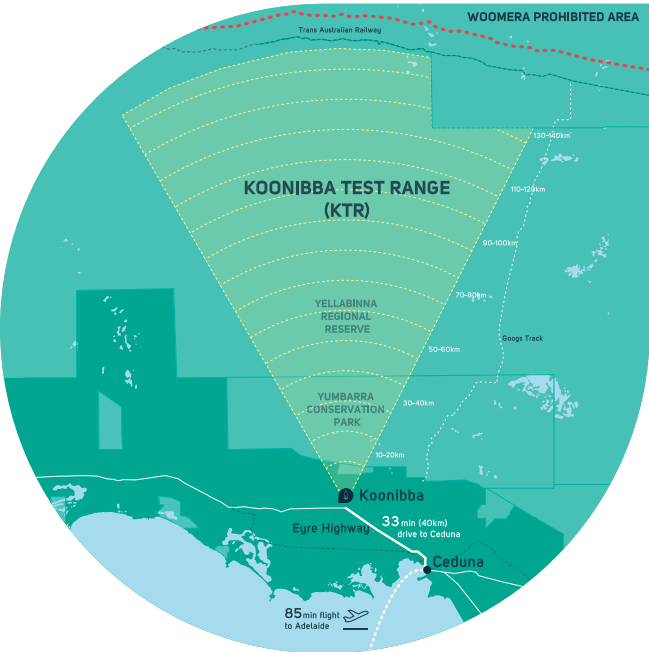 WOOMERA PROHIBITED AREA
Trans Australian Railway
130-140km
KOONIBBA TEST RANGE
(KTR)
110-120km
90-100km
70-80km
YELLABINNA
REGIONAL
RESERVE
Googs Track
50-60km
YUMBARRA
CONSERVATION
PARK
30-40km
10-20km
Koonibba
Eyre Highway
33 min (40km)
drive to Ceduna
Ceduna
85 min flight
to Adelaide